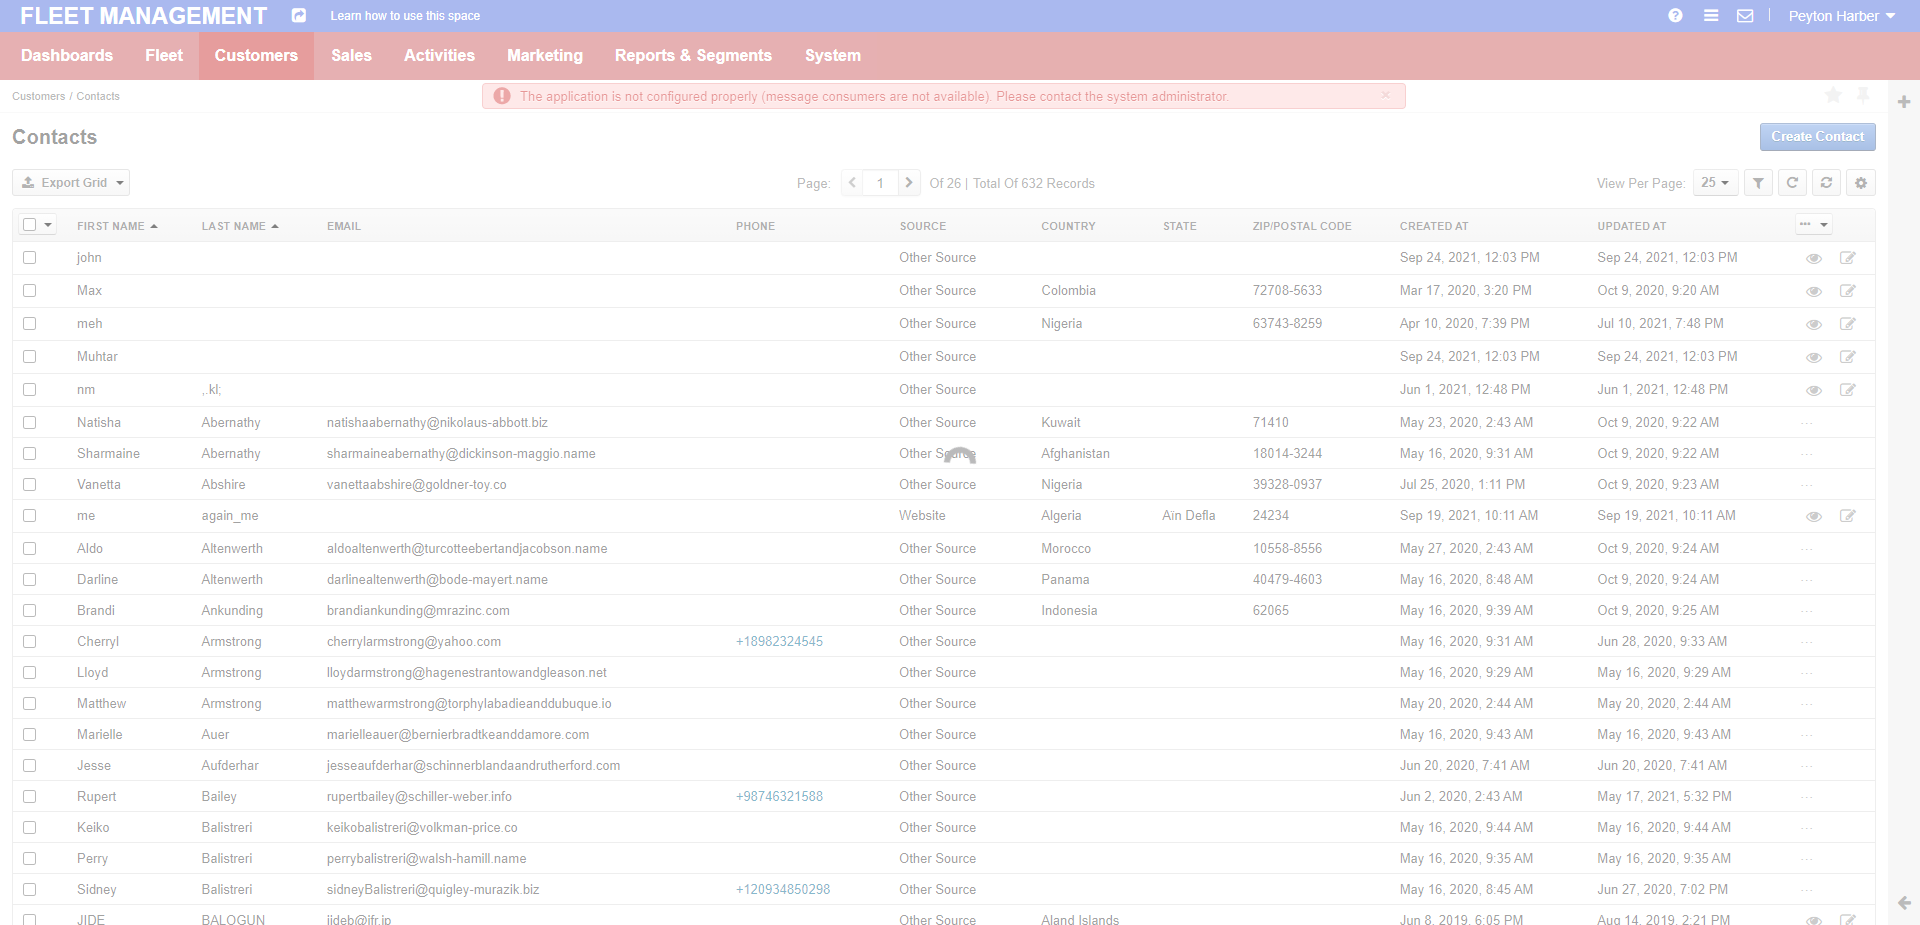 FLEET MANAGEMENT Learn how to use this space Peyton Harber
Dashboards Fleet Customers Sales Activities Marketing Reports & Segments System
Customers / Contacts
The application is not configured properly (message consumers are not available). Please contact the system administrator.
Contacts Create Contact
Export Grid Page: 1 Of 26 | Total Of 632 Records View Per Page: 25
FIRST NAME LAST NAME EMAIL PHONE SOURCE COUNTRY STATE ZIP/POSTAL CODE CREATED AT UPDATED AT
john Other Source Sep 24, 2021, 12:03 PM Sep 24, 2021, 12:03 PM
Max Other Source Colombia 72708-5633 Mar 17, 2020, 3:20 PM Oct 9, 2020, 9:20 AM
meh Other Source Nigeria 63743-8259 Apr 10, 2020, 7:39 PM Jul 10, 2021, 7:48 PM
Muhtar Other Source Sep 24, 2021, 12:03 PM Sep 24, 2021, 12:03 PM
nm ,.kl; Other Source Jun 1, 2021, 12:48 PM Jun 1, 2021, 12:48 PM
Natisha Abernathy natishaabernathy@nikolaus-abbott.biz Other Source Kuwait 71410 May 23, 2020, 2:43 AM Oct 9, 2020, 9:22 AM
Sharmaine Abernathy sharmaineabernathy@dickinson-maggio.name Other Source Afghanistan 18014-3244 May 16, 2020, 9:31 AM Oct 9, 2020, 9:22 AM
Vanetta Abshire vanettaabshire@goldner-toy.co Other Source Nigeria 39328-0937 Jul 25, 2020, 1:11 PM Oct 9, 2020, 9:23 AM
me again_me Website Algeria Aïn Defla 24234 Sep 19, 2021, 10:11 AM Sep 19, 2021, 10:11 AM
Aldo Altenwerth aldoaltenwerth@turcotteebertandjacobson.name Other Source Morocco 10558-8556 May 27, 2020, 2:43 AM Oct 9, 2020, 9:24 AM
Darline Altenwerth darlinealtenwerth@bode-mayert.name Other Source Panama 40479-4603 May 16, 2020, 8:48 AM Oct 9, 2020, 9:24 AM
Brandi Ankunding brandiankunding@mrazinc.com Other Source Indonesia 62065 May 16, 2020, 9:39 AM Oct 9, 2020, 9:25 AM
Cherryl Armstrong cherrylarmstrong@yahoo.com +18982324545 Other Source May 16, 2020, 9:31 AM Jun 28, 2020, 9:33 AM
Lloyd Armstrong lloydarmstrong@hagenestrantowandgleason.net Other Source May 16, 2020, 9:29 AM May 16, 2020, 9:29 AM
Matthew Armstrong matthewarmstrong@torphylabadieanddubuque.io Other Source May 20, 2020, 2:44 AM May 20, 2020, 2:44 AM
Marielle Auer marielleauer@bernierbradtkeanddamore.com Other Source May 16, 2020, 9:43 AM May 16, 2020, 9:43 AM
Jesse Aufderhar jesseaufderhar@schinnerblandaandrutherford.com Other Source Jun 20, 2020, 7:41 AM Jun 20, 2020, 7:41 AM
Rupert Bailey rupertbailey@schiller-weber.info +98746321588 Other Source Jun 2, 2020, 2:43 AM May 17, 2021, 5:32 PM
Keiko Balistreri keikobalistreri@volkman-price.co Other Source May 16, 2020, 9:44 AM May 16, 2020, 9:44 AM
Perry Balistreri perrybalistreri@walsh-hamill.name Other Source May 16, 2020, 9:35 AM May 16, 2020, 9:35 AM
Sidney Balistreri sidneyBalistreri@quigley-murazik.biz +120934850298 Other Source May 16, 2020, 8:45 AM Jun 27, 2020, 7:02 PM
JIDE BALOGUN jideb@ifr.ip Other Source Aland Islands Jun 8, 2019, 6:05 PM Aug 14, 2019, 2:21 PM